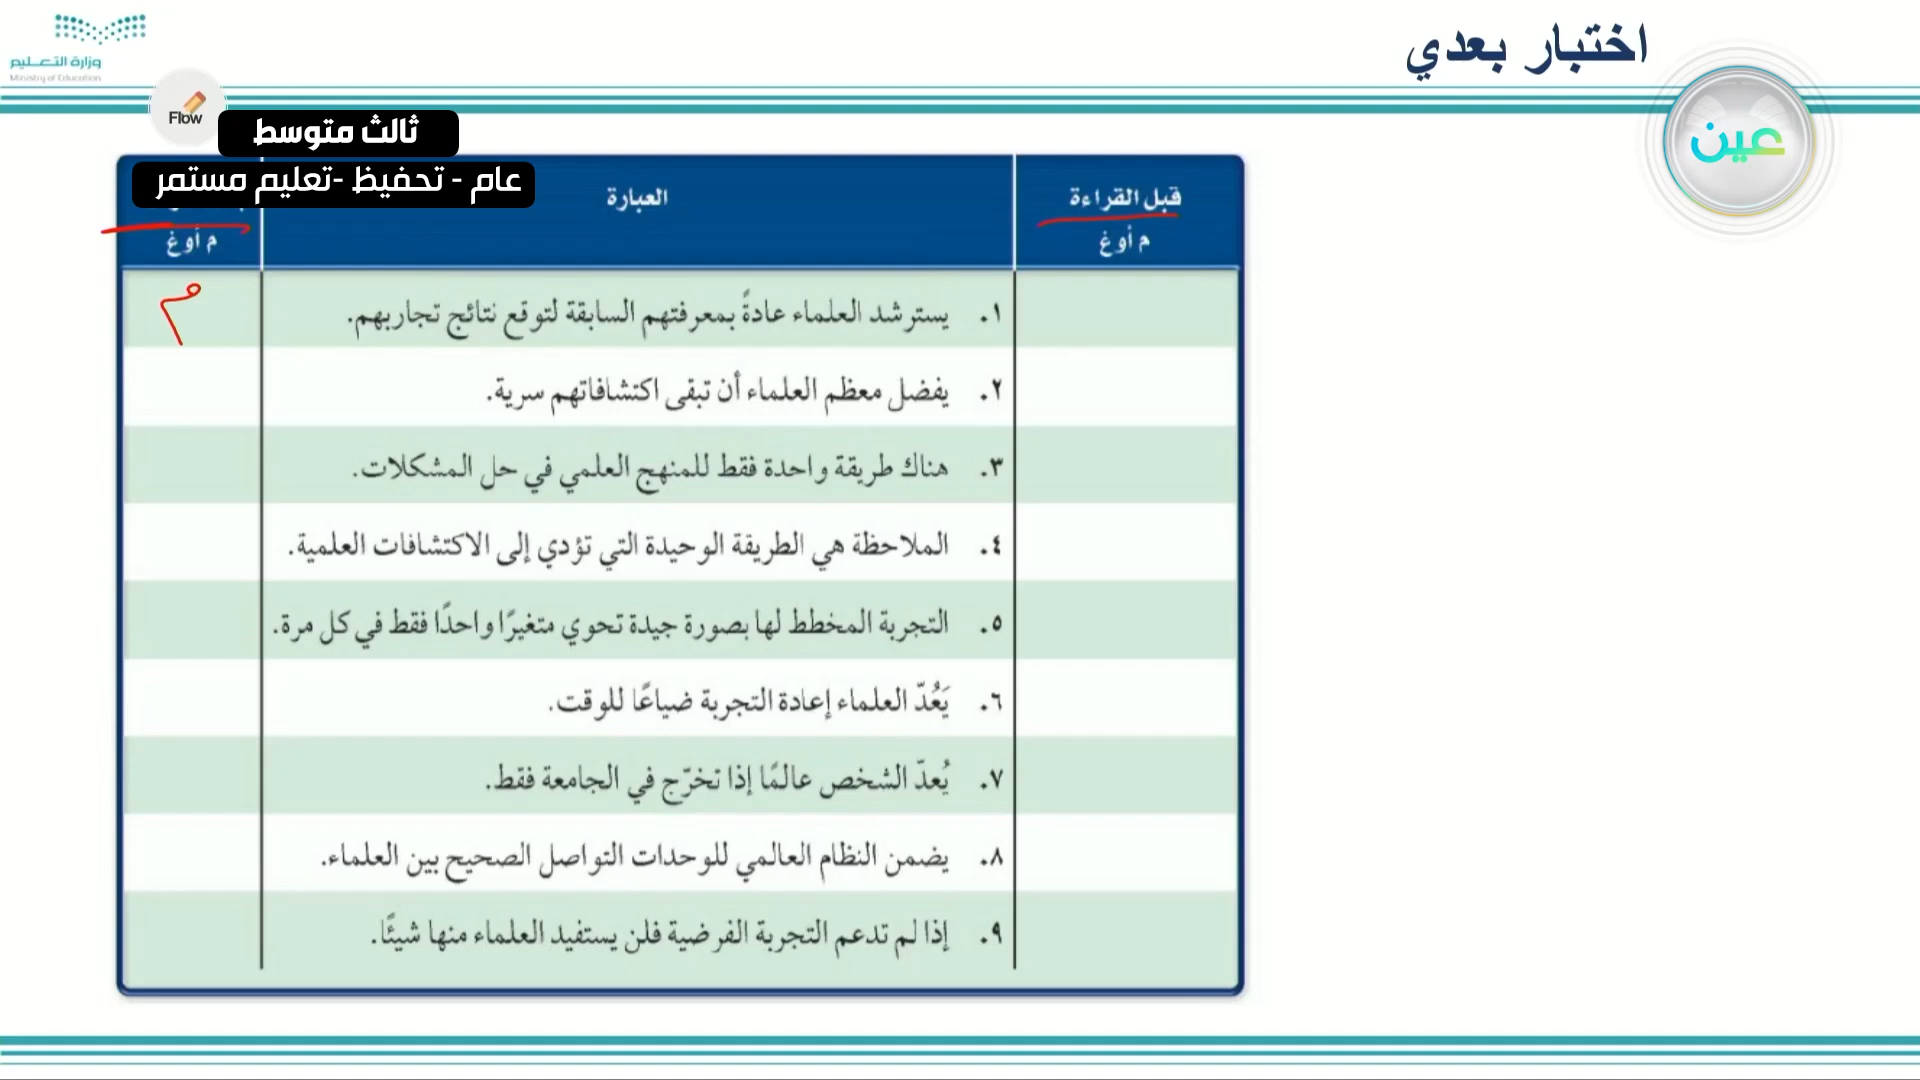 وزارة التعليم
Ministry of Education
اختبار بعدي
عين
Flow
ثالث متوسط
عام - تحفيظ -تعليم مستمر
قبل القراءة
م أو غ
العبارة
م أو غ
١. يسترشد العلماء عادةً بمعرفتهم السابقة لتوقع نتائج تجاربهم.
م
٢. يفضل معظم العلماء أن تبقى اكتشافاتهم سرية.
٣. هناك طريقة واحدة فقط للمنهج العلمي في حل المشكلات.
٤. الملاحظة هي الطريقة الوحيدة التي تؤدي إلى الاكتشافات العلمية.
٥. التجربة المخطط لها بصورة جيدة تحوي متغيرًا واحدًا فقط في كل مرة.
٦. يَعُدّ العلماء إعادة التجربة ضياعًا للوقت.
٧. يُعدّ الشخص عالمًا إذا تخرّج في الجامعة فقط.
٨. يضمن النظام العالمي للوحدات التواصل الصحيح بين العلماء.
٩. إذا لم تدعم التجربة الفرضية فلن يستفيد العلماء منها شيئًا.